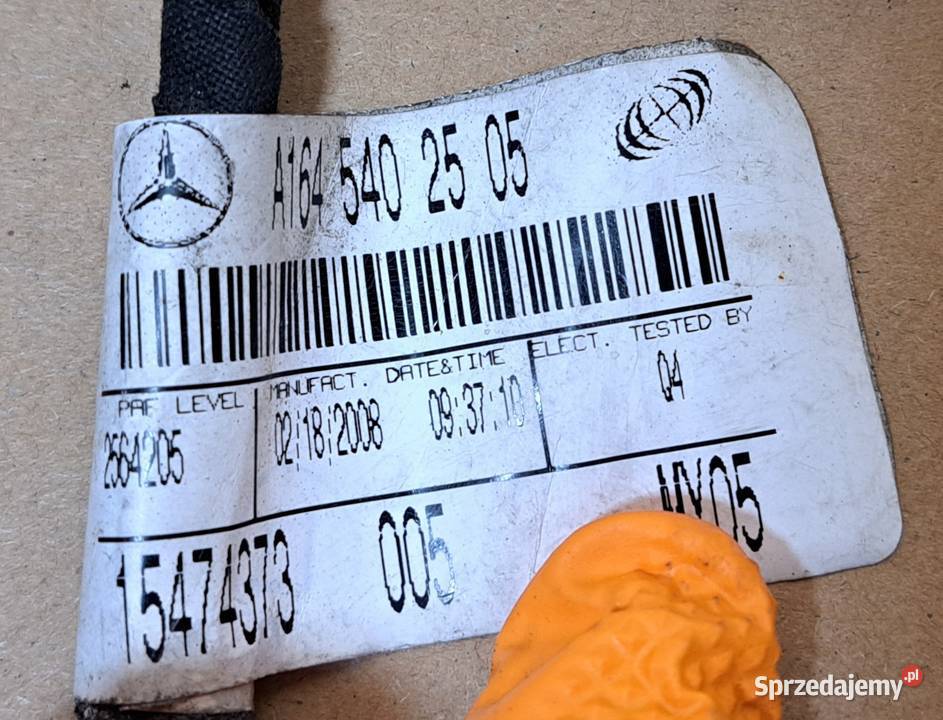 A164 540 25 05
PAF LEVEL MANUFACT. DATE&TIME ELECT. TESTED BY
2564205 02/18/2008 09:37:10 04
15474373 005 MY05
Sprzedajemy.pl